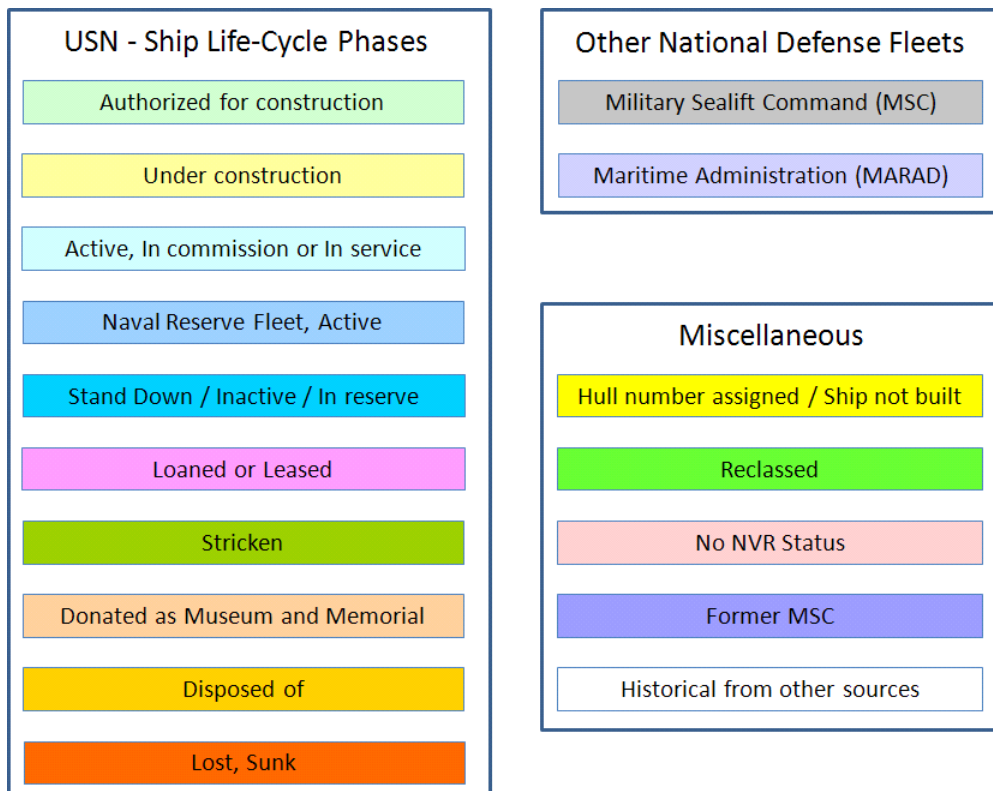 USN - Ship Life-Cycle Phases
Authorized for construction
Under construction
Active, In commission or In service
Naval Reserve Fleet, Active
Stand Down / Inactive / In reserve
Loaned or Leased
Stricken
Donated as Museum and Memorial
Disposed of
Lost, Sunk
Other National Defense Fleets
Military Sealift Command (MSC)
Maritime Administration (MARAD)
Miscellaneous
Hull number assigned / Ship not built
Reclassed
No NVR Status
Former MSC
Historical from other sources